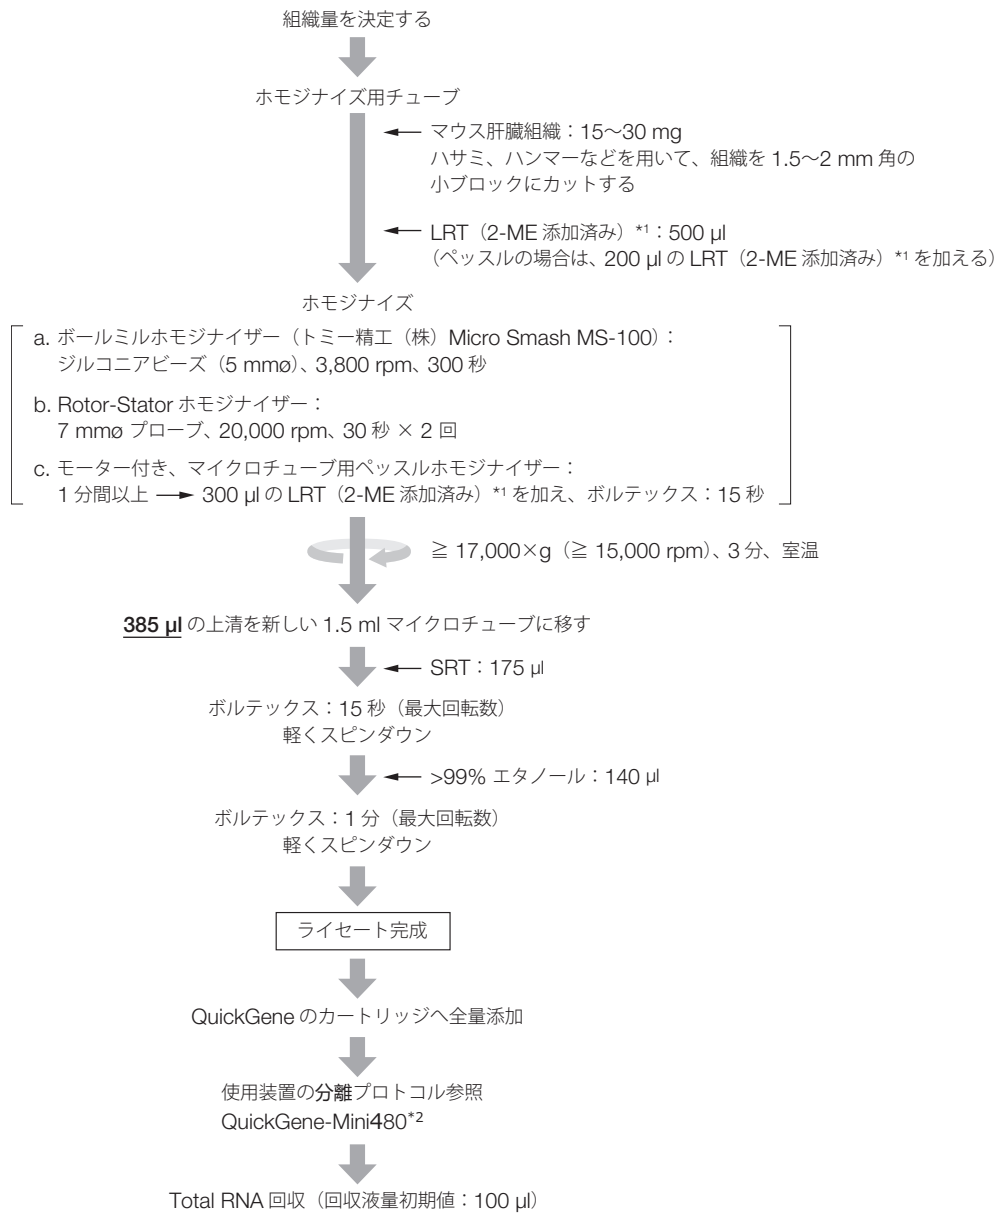 組織量を決定する
ホモジナイズ用チューブ
マウス肝臓組織：15～30 mg
ハサミ、ハンマーなどを用いて、組織を 1.5～2 mm 角の
小ブロックにカットする
LRT（2-ME 添加済み）*1：500 µl
（ペッスルの場合は、200 µl の LRT（2-ME 添加済み）*1 を加える）
ホモジナイズ
a. ボールミルホモジナイザー（トミー精工（株）Micro Smash MS-100）：
ジルコニアビーズ（5 mmø）、3,800 rpm、300 秒
b. Rotor-Stator ホモジナイザー：
7 mmø プローブ、20,000 rpm、30 秒 × 2 回
c. モーター付き、マイクロチューブ用ペッスルホモジナイザー：
1 分間以上 → 300 µl の LRT（2-ME 添加済み）*1 を加え、ボルテックス：15 秒
≧ 17,000×g（≧ 15,000 rpm）、3 分、室温
385 µl の上清を新しい 1.5 ml マイクロチューブに移す
SRT：175 µl
ボルテックス：15 秒（最大回転数）
軽くスピンダウン
>99% エタノール：140 µl
ボルテックス：1 分（最大回転数）
軽くスピンダウン
ライセート完成
QuickGene のカートリッジへ全量添加
使用装置の分離プロトコル参照
QuickGene-Mini480*2
Total RNA 回収（回収液量初期値：100 µl）